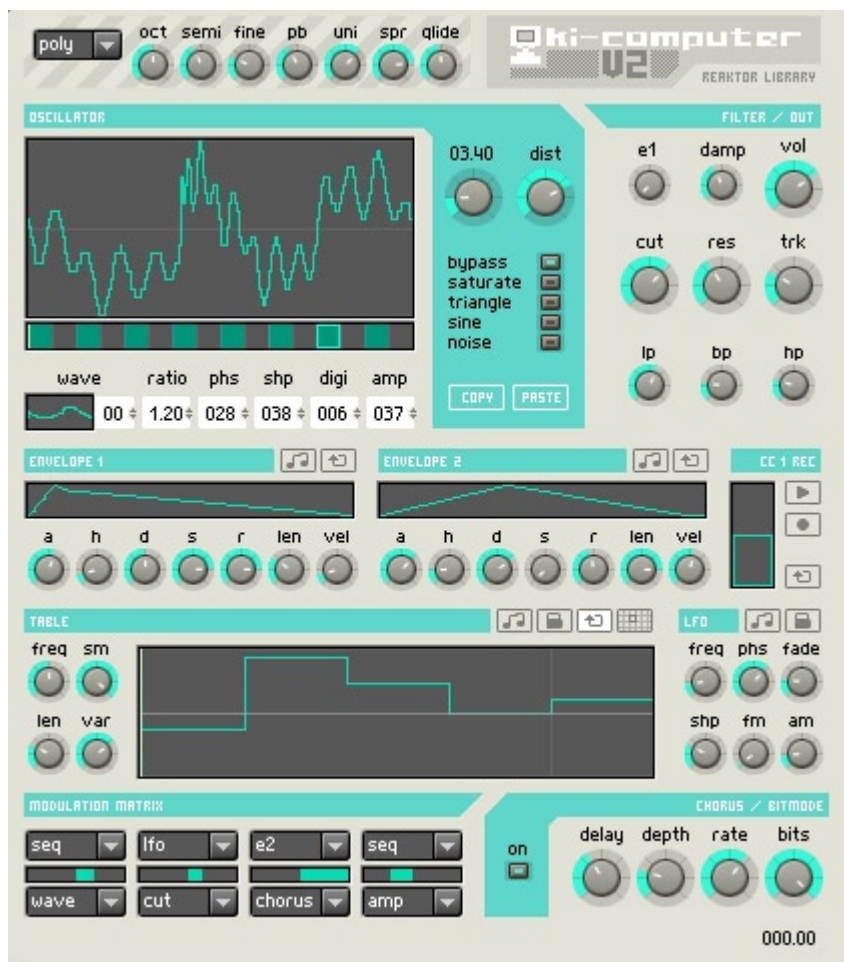 poly oct semi fine pb uni spr glide ki-computer
V2
REAKTOR LIBRARY
OSCILLATOR FILTER / OUT
03.40 dist e1 damp vol
cut res trk
bypass
saturate
triangle
sine
noise
lp bp hp
wave ratio phs shp digi amp
00 1.20 028 038 006 037 COPY PASTE
ENVELOPE 1 ENVELOPE 2 CC 1 REC
a h d s r len vel a h d s r len vel
TABLE LFO
freq sm freq phs fade
len var shp fm am
MODULATION MATRIX CHORUS / BITMODE
seq lfo e2 seq on delay depth rate bits
wave cut chorus amp
000.00